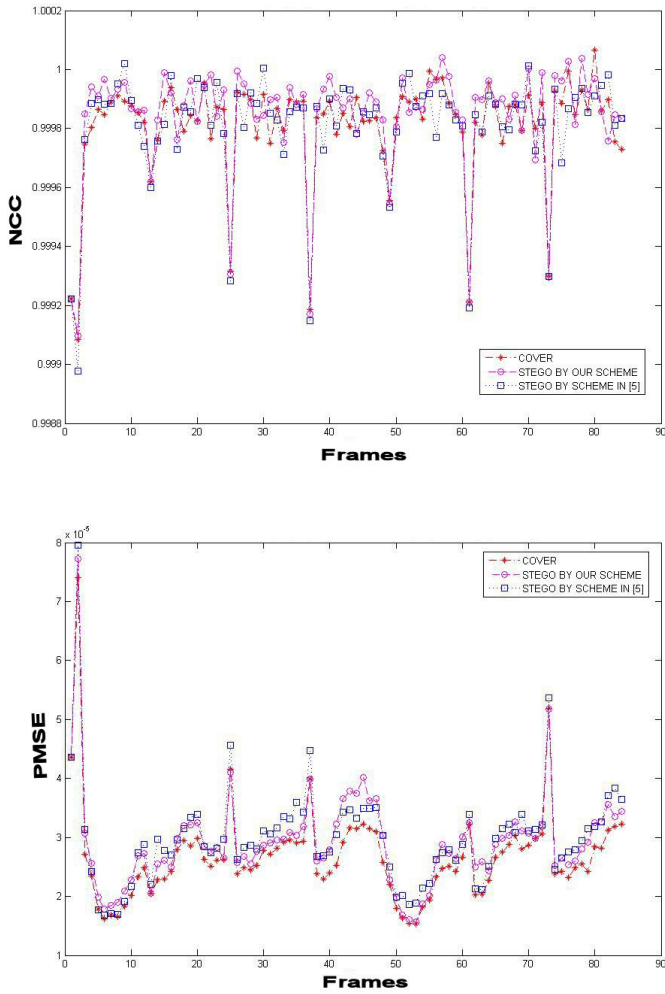 1.0002
1
0.9998
0.9996
0.9994
0.9992
0.999
0.9988
NCC
COVER
STEGO BY OUR SCHEME
STEGO BY SCHEME IN [5]
0 10 20 30 40 50 60 70 80 90
Frames
× 10⁻⁵
8
7
6
5
4
3
2
1
PMSE
COVER
STEGO BY OUR SCHEME
STEGO BY SCHEME IN [5]
0 10 20 30 40 50 60 70 80 90
Frames